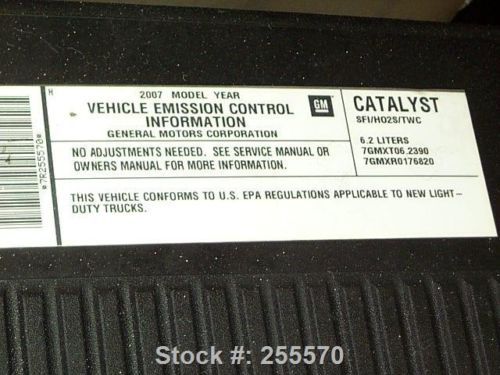 H
2007 MODEL YEAR
VEHICLE EMISSION CONTROL
INFORMATION
GENERAL MOTORS CORPORATION
GM
CATALYST
SFI/HO2S/TWC
NO ADJUSTMENTS NEEDED. SEE SERVICE MANUAL OR
OWNERS MANUAL FOR MORE INFORMATION.
6.2 LITERS
7GMXT06.2390
7GMXR0176820
THIS VEHICLE CONFORMS TO U.S. EPA REGULATIONS APPLICABLE TO NEW LIGHT-
DUTY TRUCKS.
*7R255570*
Stock #: 255570